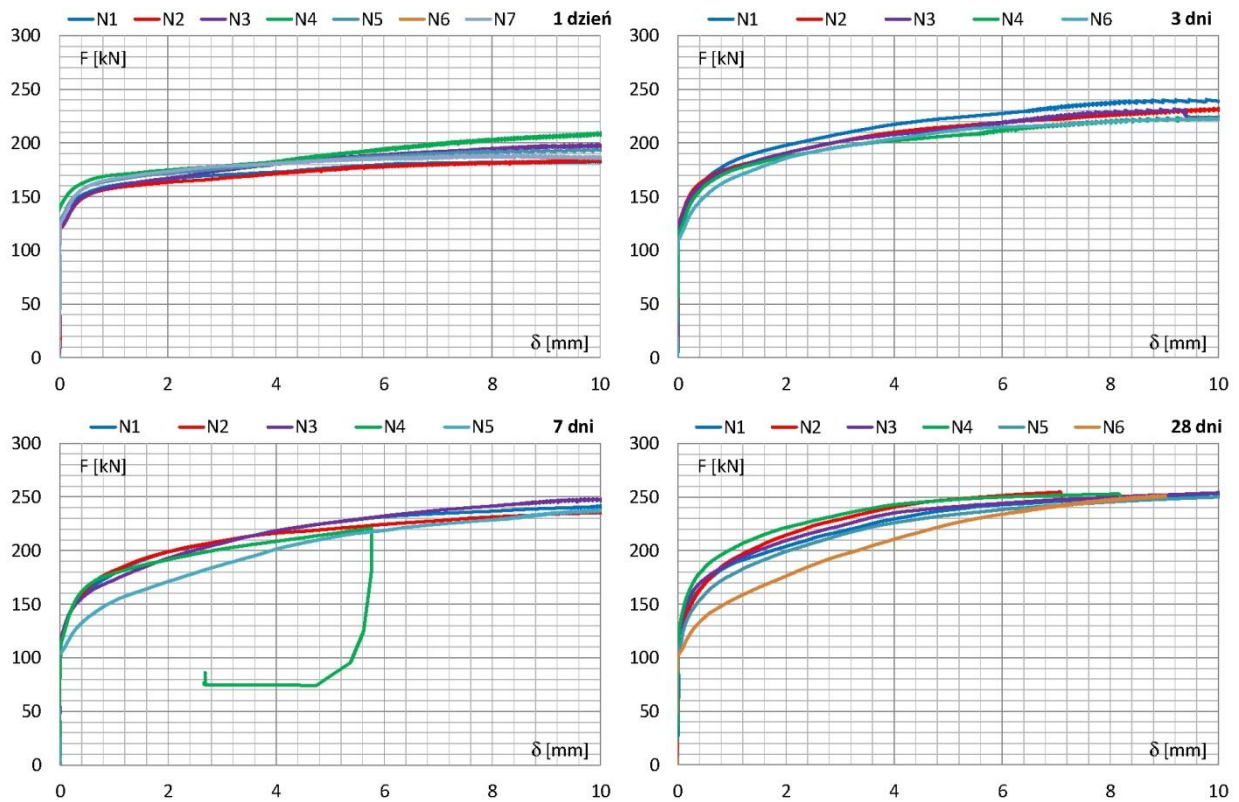 N1 N2 N3 N4 N5 N6 N7 1 dzień
300
F [kN]
250
200
150
100
50
δ [mm]
0
0 2 4 6 8 10
N1 N2 N3 N4 N6 3 dni
300
F [kN]
250
200
150
100
50
δ [mm]
0
0 2 4 6 8 10
N1 N2 N3 N4 N5 7 dni
300
F [kN]
250
200
150
100
50
δ [mm]
0
0 2 4 6 8 10
N1 N2 N3 N4 N5 N6 28 dni
300
F [kN]
250
200
150
100
50
δ [mm]
0
0 2 4 6 8 10